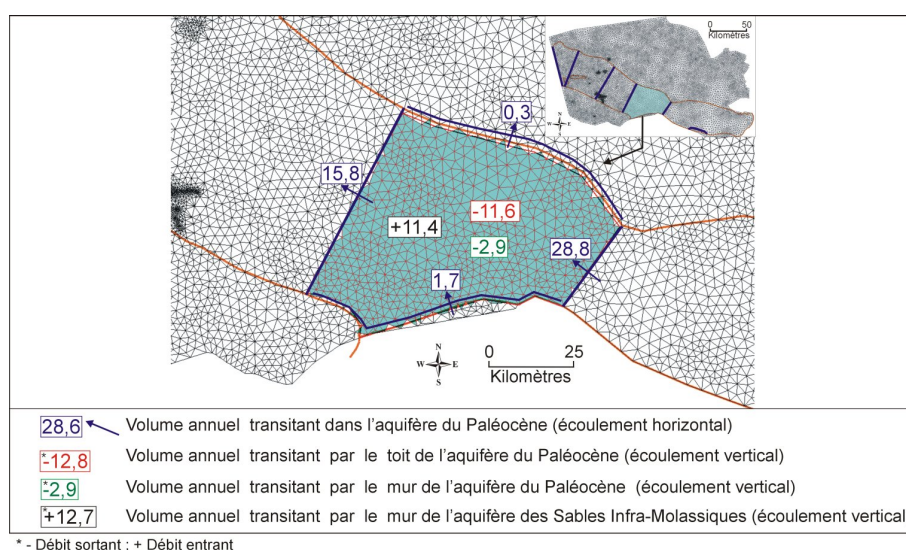 0 50
Kilomètres
N
W E
S
0,3
15,8
-11,6
+11,4
-2,9
28,8
1,7
N
W E
S
0 25
Kilomètres
28,6 Volume annuel transitant dans l'aquifère du Paléocène (écoulement horizontal)
*-12,8 Volume annuel transitant par le toit de l'aquifère du Paléocène (écoulement vertical)
*-2,9 Volume annuel transitant par le mur de l'aquifère du Paléocène (écoulement vertical)
*+12,7 Volume annuel transitant par le mur de l'aquifère des Sables Infra-Molassiques (écoulement vertical
* - Débit sortant ; + Débit entrant